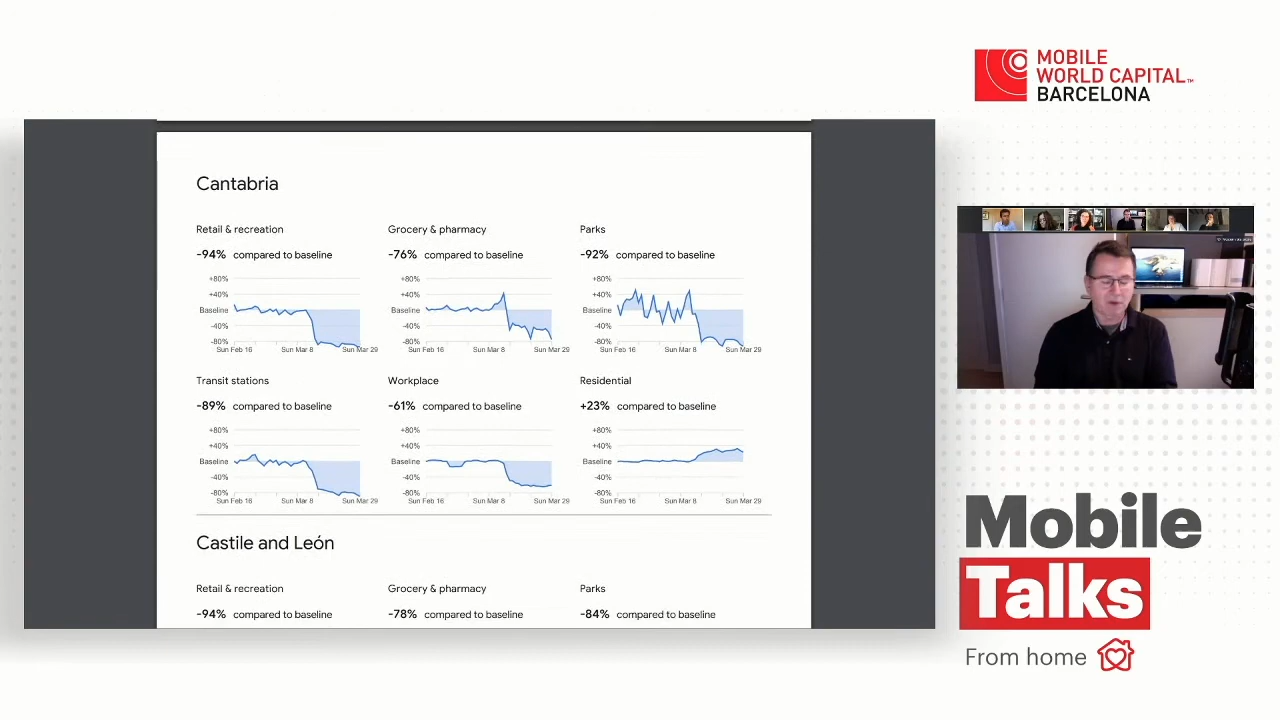 MOBILE
WORLD CAPITAL™
BARCELONA
Cantabria
Retail & recreation
Grocery & pharmacy
Parks
-94% compared to baseline
-76% compared to baseline
-92% compared to baseline
+80%
+40%
Baseline
-40%
-80%
Sun Feb 16
Sun Mar 8
Sun Mar 29
+80%
+40%
Baseline
-40%
-80%
Sun Feb 16
Sun Mar 8
Sun Mar 29
+80%
+40%
Baseline
-40%
-80%
Sun Feb 16
Sun Mar 8
Sun Mar 29
Transit stations
Workplace
Residential
-89% compared to baseline
-61% compared to baseline
+23% compared to baseline
+80%
+40%
Baseline
-40%
-80%
Sun Feb 16
Sun Mar 8
Sun Mar 29
+80%
+40%
Baseline
-40%
-80%
Sun Feb 16
Sun Mar 8
Sun Mar 29
+80%
+40%
Baseline
-40%
-80%
Sun Feb 16
Sun Mar 8
Sun Mar 29
Castile and León
Retail & recreation
Grocery & pharmacy
Parks
-94% compared to baseline
-78% compared to baseline
-84% compared to baseline
Mobile
Talks
From home